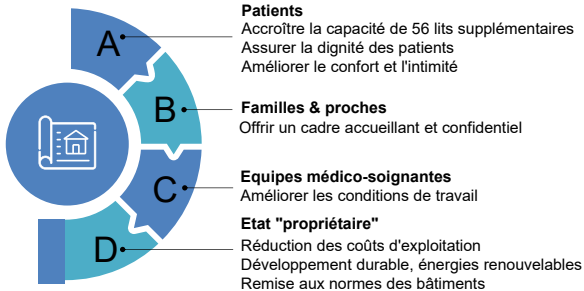 A
Patients
Accroître la capacité de 56 lits supplémentaires
Assurer la dignité des patients
Améliorer le confort et l'intimité
B
Familles & proches
Offrir un cadre accueillant et confidentiel
C
Equipes médico-soignantes
Améliorer les conditions de travail
D
Etat "propriétaire"
Réduction des coûts d'exploitation
Développement durable, énergies renouvelables
Remise aux normes des bâtiments